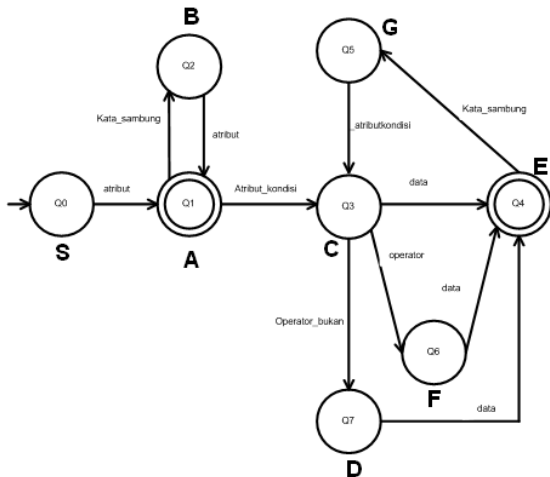 B
G
Q2
Q5
Kata_sambung
atribut
_atributkondisi
Kata_sambung
E
atribut
Atribut_kondisi
data
Q0
Q1
Q3
Q4
S
A
C
operator
data
Operator_bukan
Q6
F
Q7
data
D